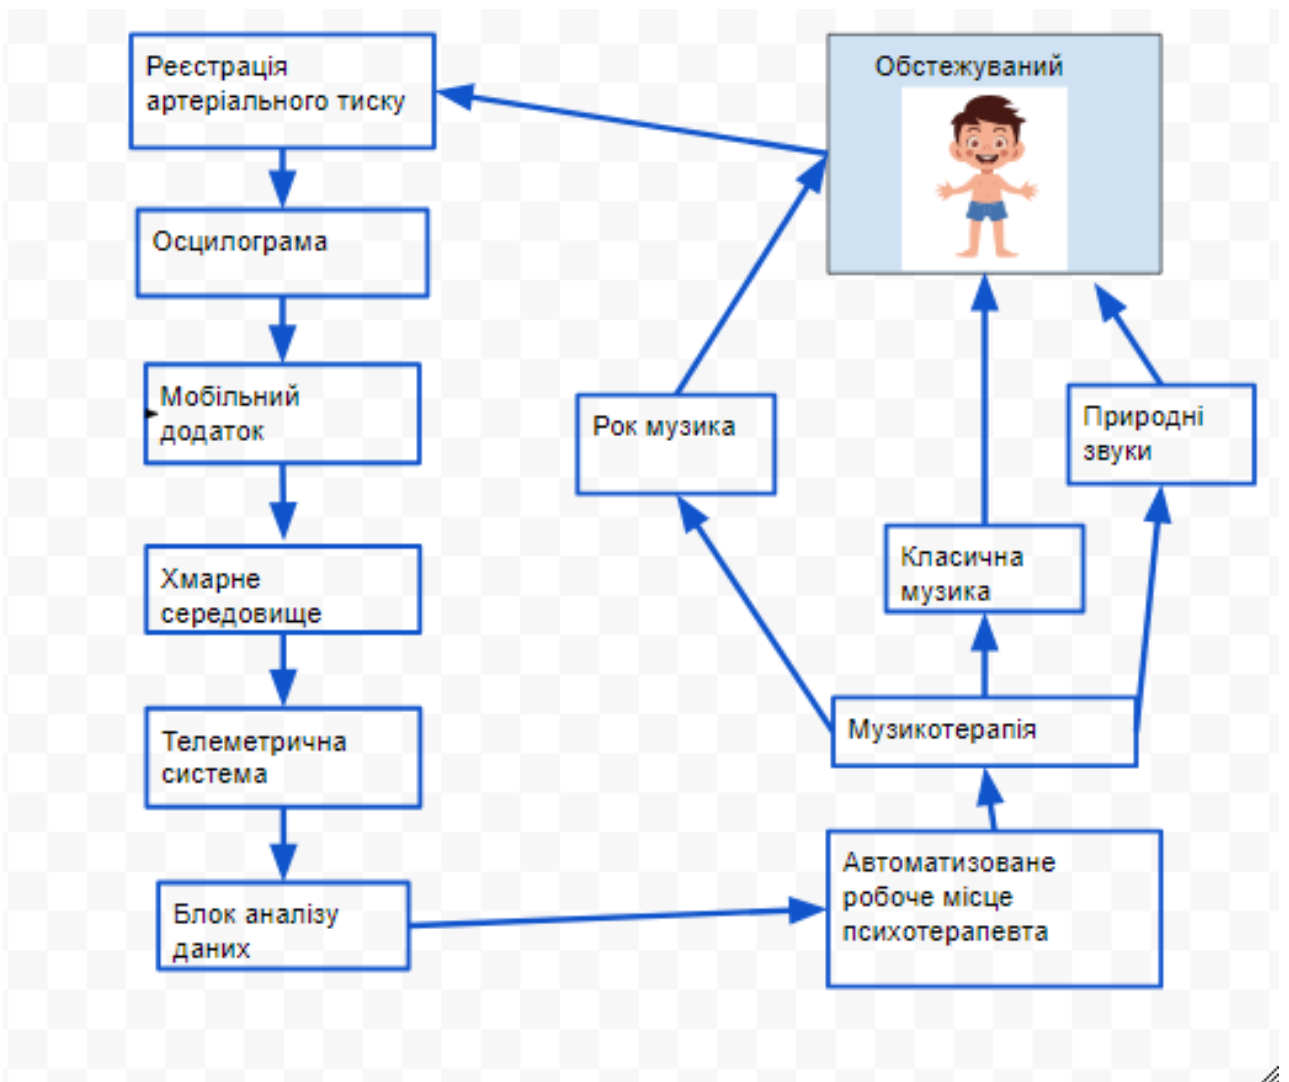 Реєстрація
артеріального тиску
Обстежуваний
Осцилограма
Мобільний
додаток
Рок музика
Природні
звуки
Класична
музика
Хмарне
середовище
Телеметрична
система
Музикотерапія
Блок аналізу
даних
Автоматизоване
робоче місце
психотерапевта